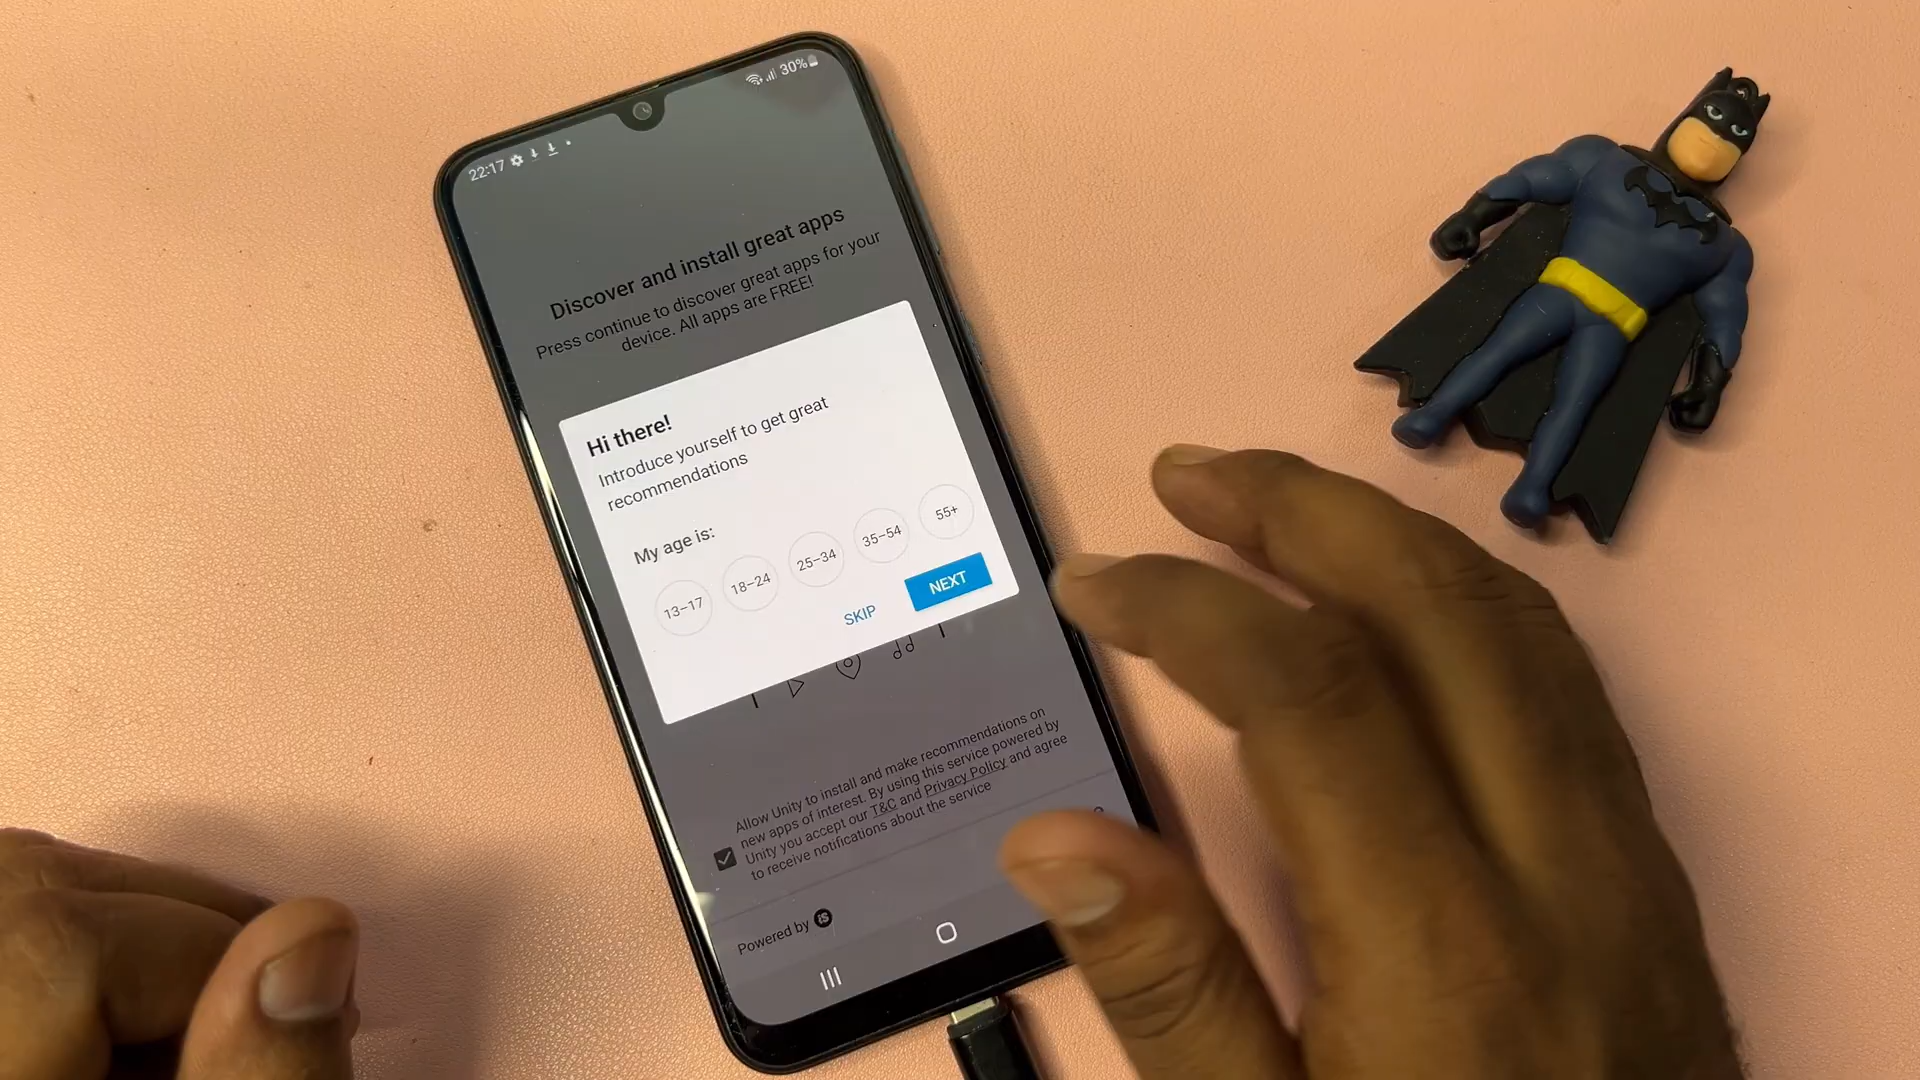 22:17
30%
Discover and install great apps
Press continue to discover great apps for your
device. All apps are FREE!
Hi there!
Introduce yourself to get great
recommendations
My age is:
13–17
18–24
25–34
35–54
55+
SKIP
NEXT
Allow Unity to install and make recommendations on
new apps of interest. By using this service powered by
Unity you accept our T&C and Privacy Policy and agree
to receive notifications about the service
Powered by iS